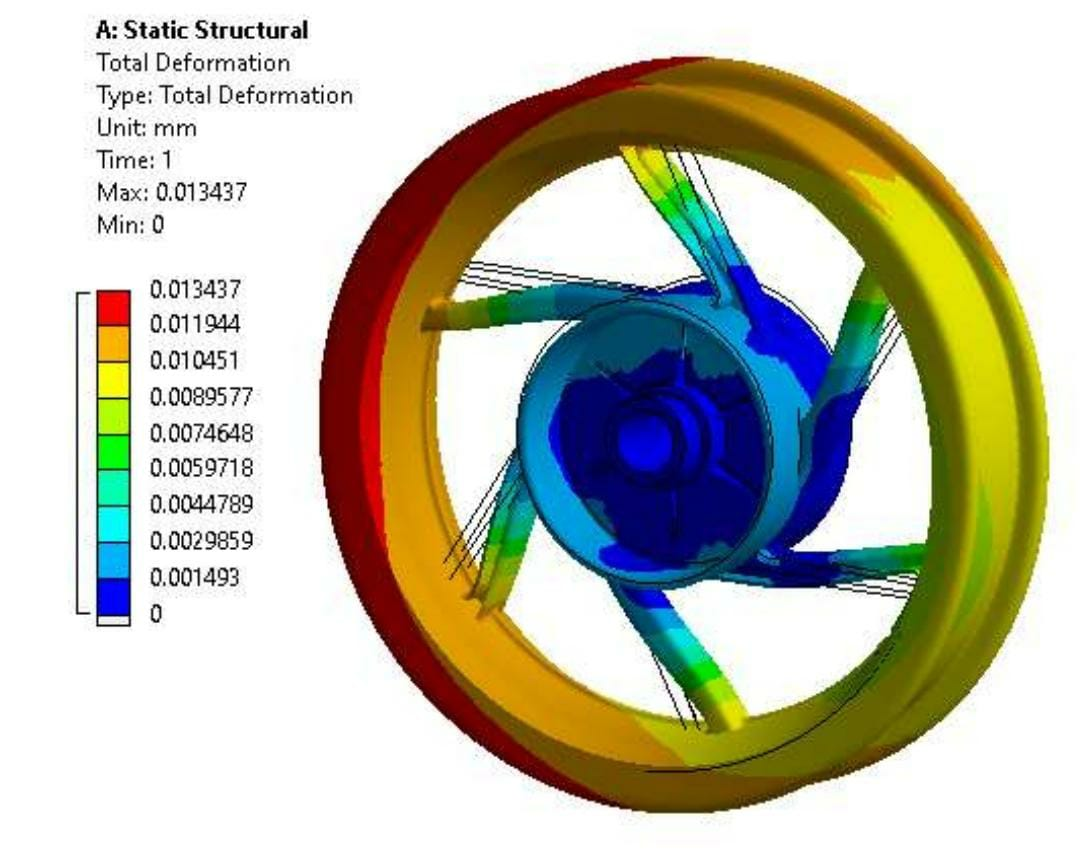 A: Static Structural
Total Deformation
Type: Total Deformation
Unit: mm
Time: 1
Max: 0.013437
Min: 0
0.013437
0.011944
0.010451
0.0089577
0.0074648
0.0059718
0.0044789
0.0029859
0.001493
0